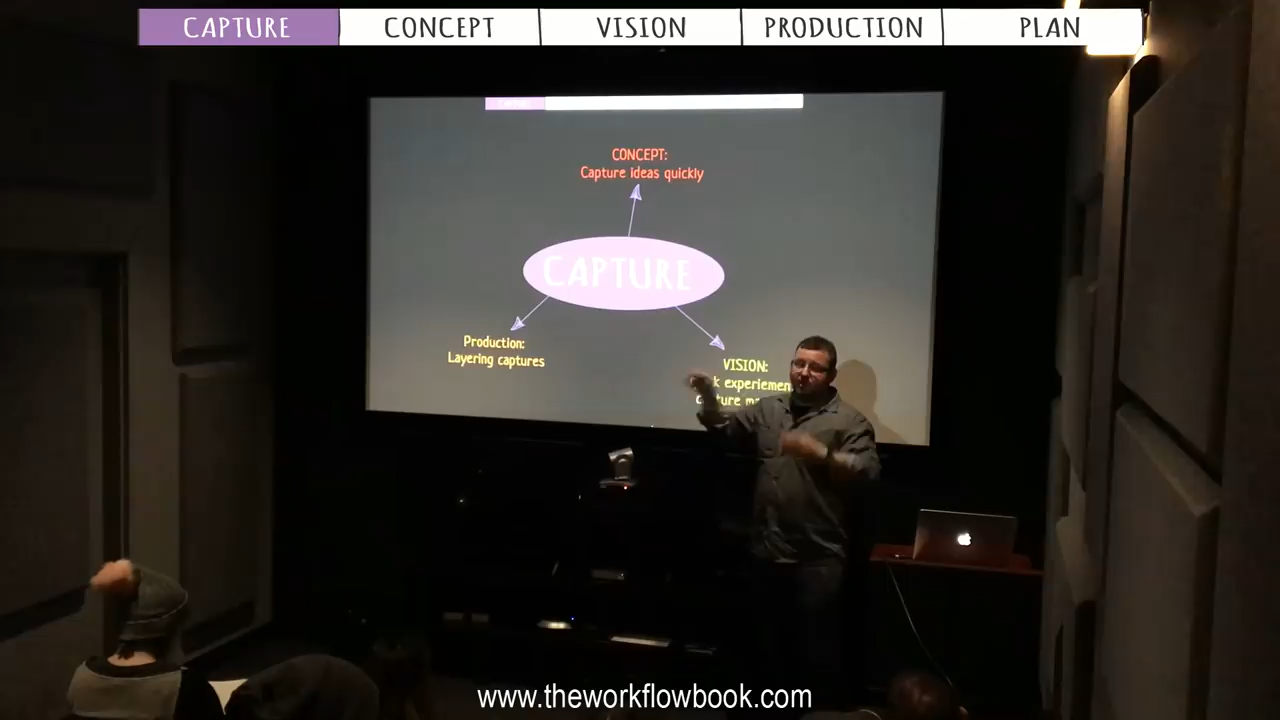 CAPTURE CONCEPT VISION PRODUCTION PLAN
CONCEPT:
Capture ideas quickly
CAPTURE
Production:
Layering captures
VISION:
www.theworkflowbook.com